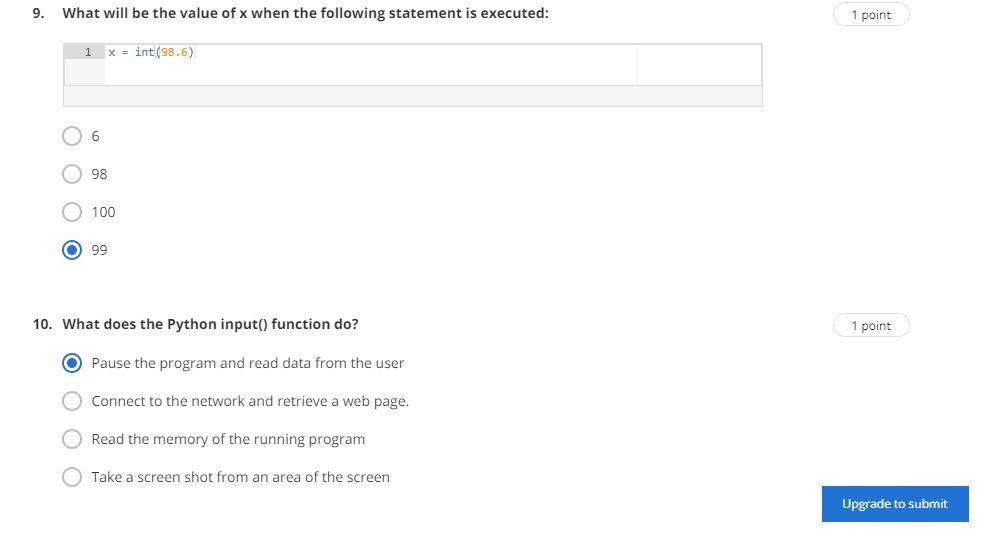 9. What will be the value of x when the following statement is executed:
1 point
1 x = int(98.6)
6
98
100
99
10. What does the Python input() function do?
1 point
Pause the program and read data from the user
Connect to the network and retrieve a web page.
Read the memory of the running program
Take a screen shot from an area of the screen
Upgrade to submit